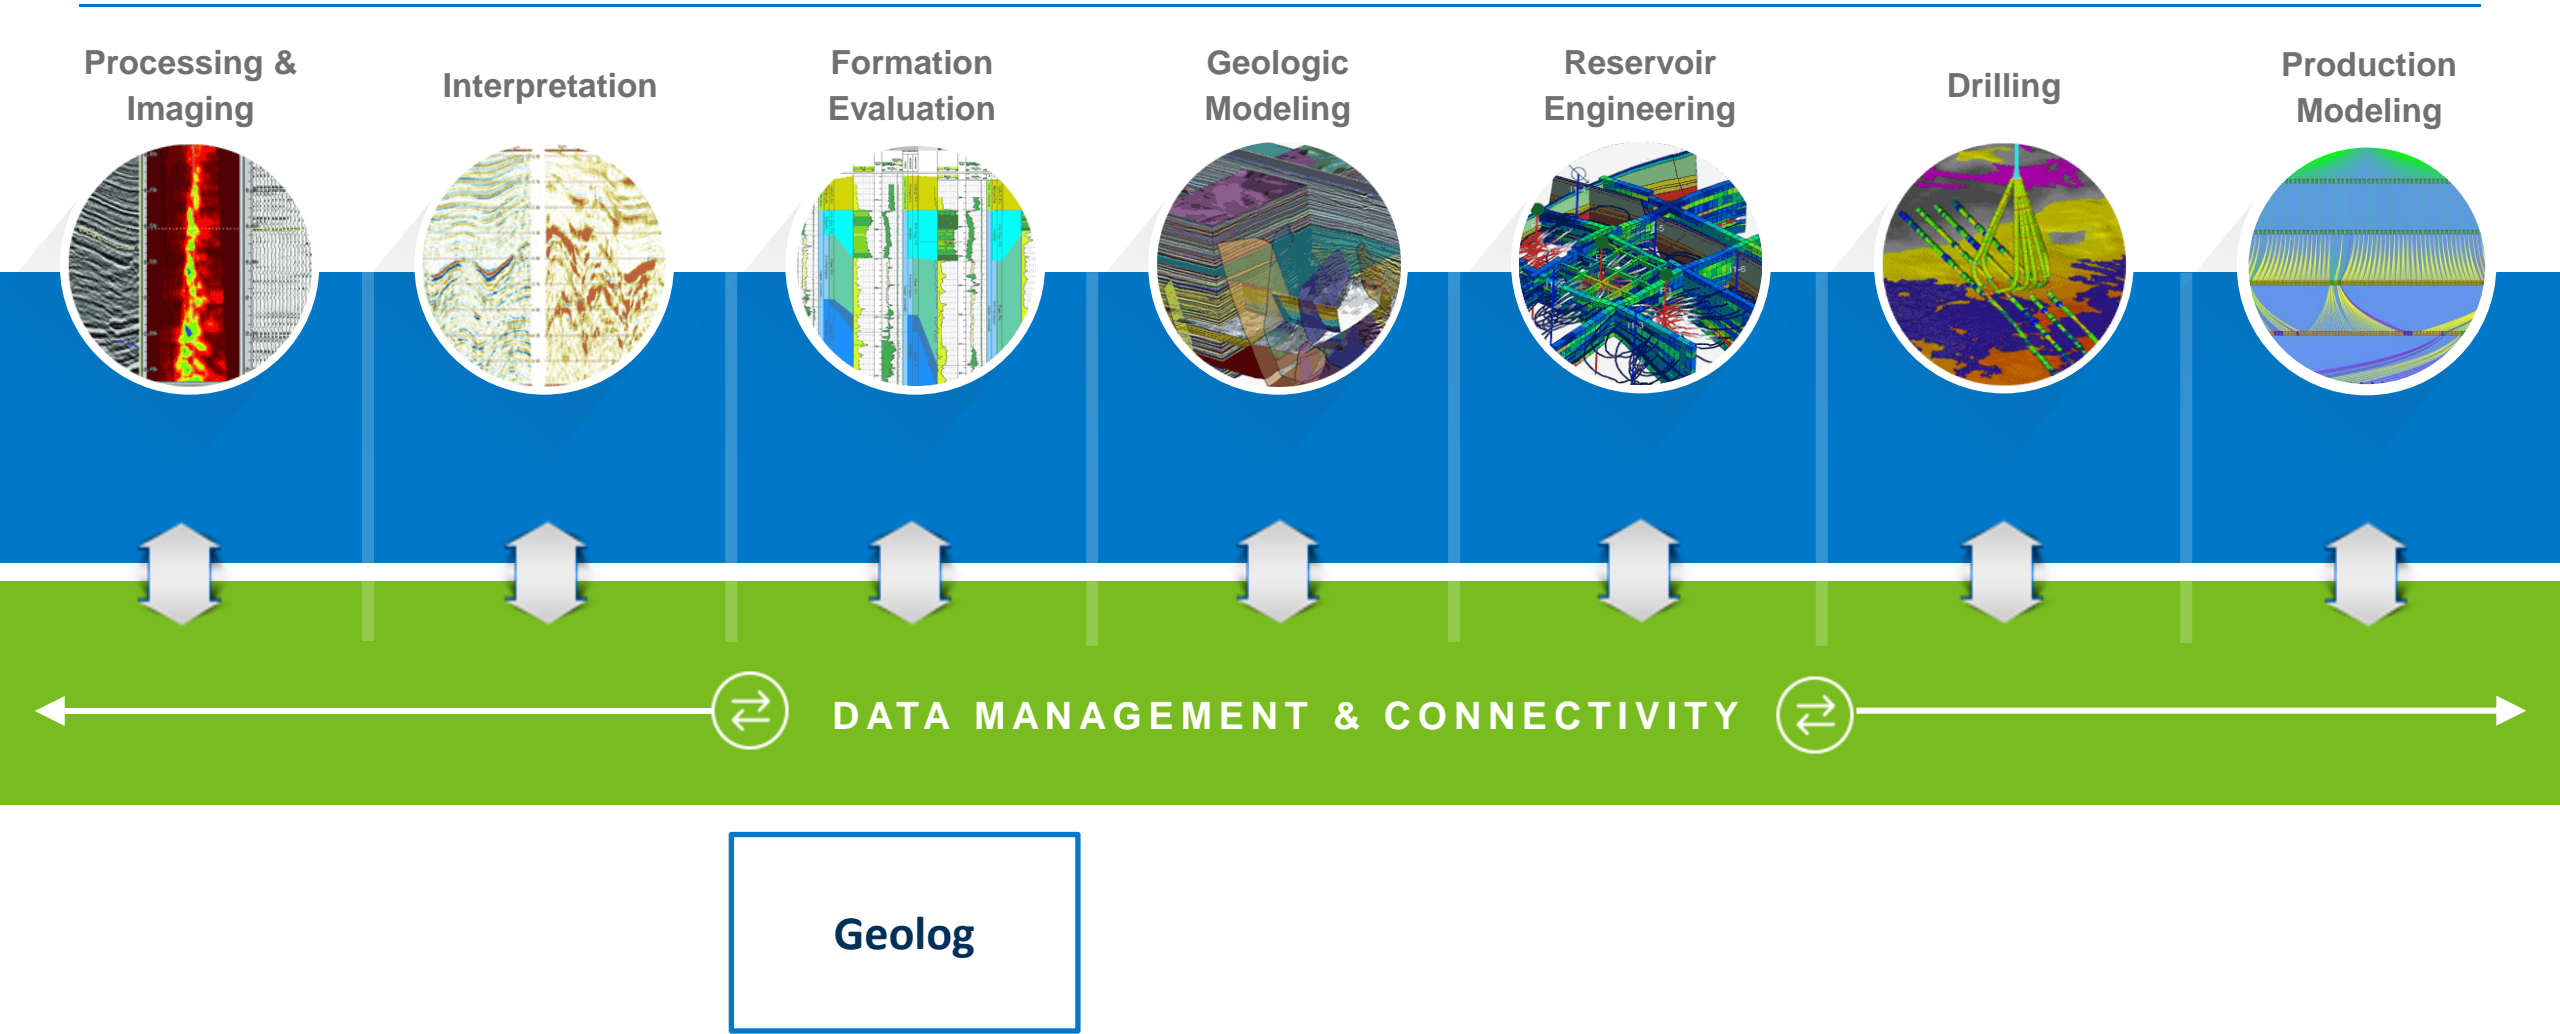 Processing &
Imaging
Interpretation
Formation
Evaluation
Geologic
Modeling
Reservoir
Engineering
Drilling
Production
Modeling
DATA MANAGEMENT & CONNECTIVITY
Geolog